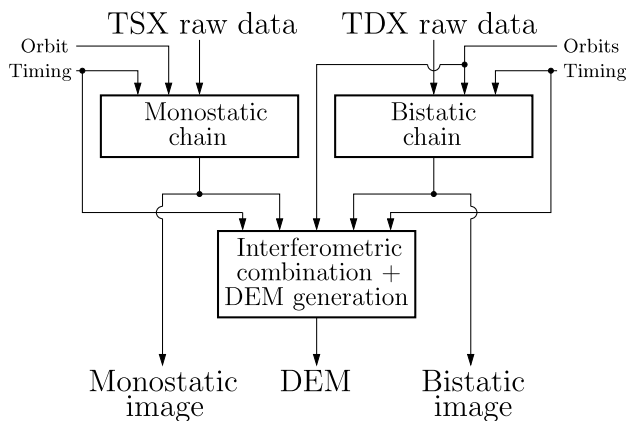 TSX raw data
TDX raw data
Orbit
Orbits
Timing
Timing
Monostatic
chain
Bistatic
chain
Interferometric
combination +
DEM generation
Monostatic
image
DEM
Bistatic
image